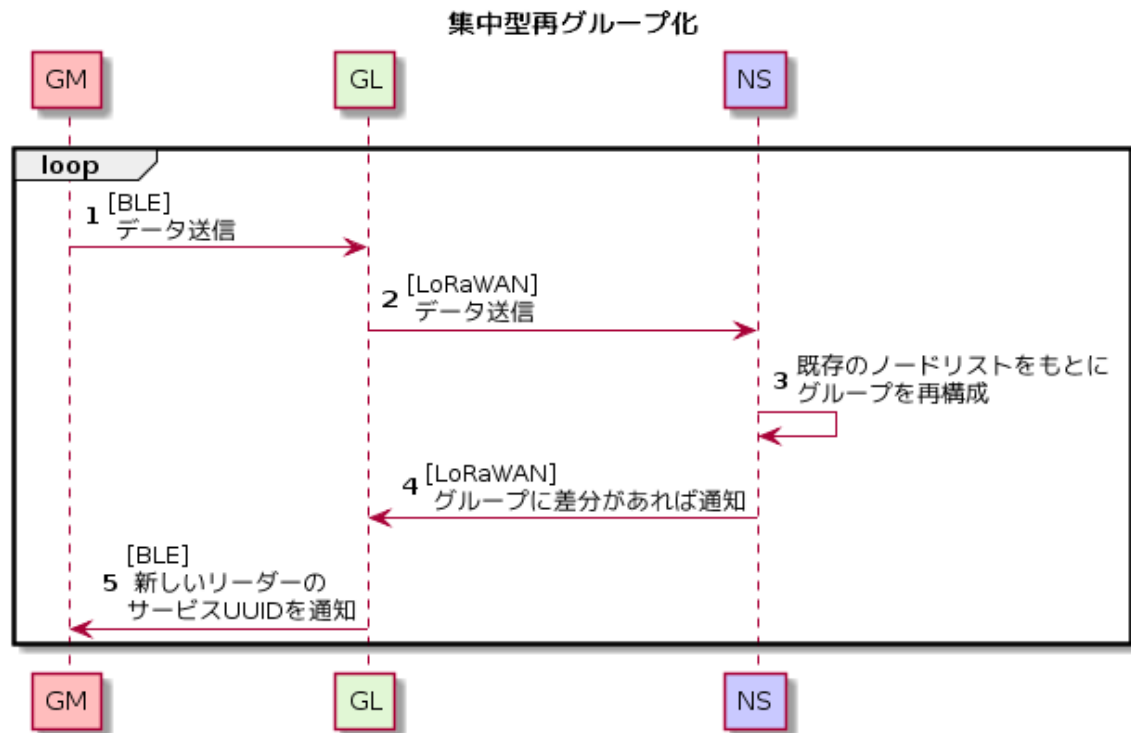 集中型再グループ化
GM
GL
NS
loop
1 [BLE]
データ送信
2 [LoRaWAN]
データ送信
3 既存のノードリストをもとに
グループを再構成
4 [LoRaWAN]
グループに差分があれば通知
[BLE]
5 新しいリーダーの
サービスUUIDを通知
GM
GL
NS